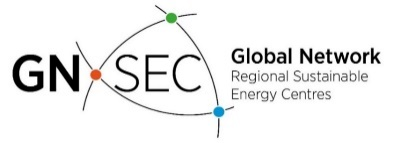 GN SEC
Global Network
Regional Sustainable
Energy Centres